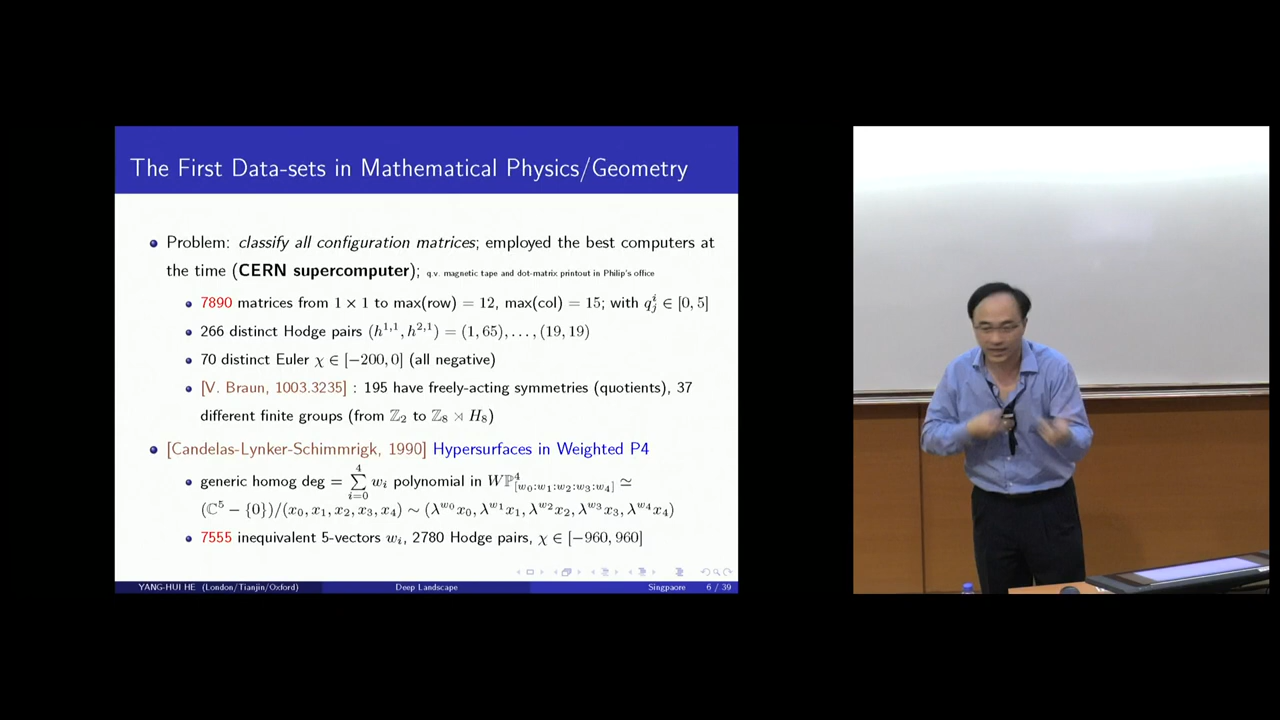 The First Data-sets in Mathematical Physics/Geometry
Problem: classify all configuration matrices; employed the best computers at
the time (CERN supercomputer); q.v. magnetic tape and dot-matrix printout in Philip's office
7890 matrices from 1 × 1 to max(row) = 12, max(col) = 15; with q^i_j ∈ [0, 5]
266 distinct Hodge pairs (h^{1,1}, h^{2,1}) = (1, 65), . . . , (19, 19)
70 distinct Euler χ ∈ [−200, 0] (all negative)
[V. Braun, 1003.3235] : 195 have freely-acting symmetries (quotients), 37
different finite groups (from ℤ_2 to ℤ_8 ⋊ H_8)
[Candelas-Lynker-Schimmrigk, 1990] Hypersurfaces in Weighted P4
generic homog deg = \sum_{i=0}^{4} w_i polynomial in Wℙ^4_{[w_0:w_1:w_2:w_3:w_4]} ≃
(ℂ^5 − {0})/(x_0, x_1, x_2, x_3, x_4) ∼ (λ^{w_0}x_0, λ^{w_1}x_1, λ^{w_2}x_2, λ^{w_3}x_3, λ^{w_4}x_4)
7555 inequivalent 5-vectors w_i, 2780 Hodge pairs, χ ∈ [−960, 960]
YANG-HUI HE (London/Tianjin/Oxford) Deep Landscape Singpaore 6 / 39